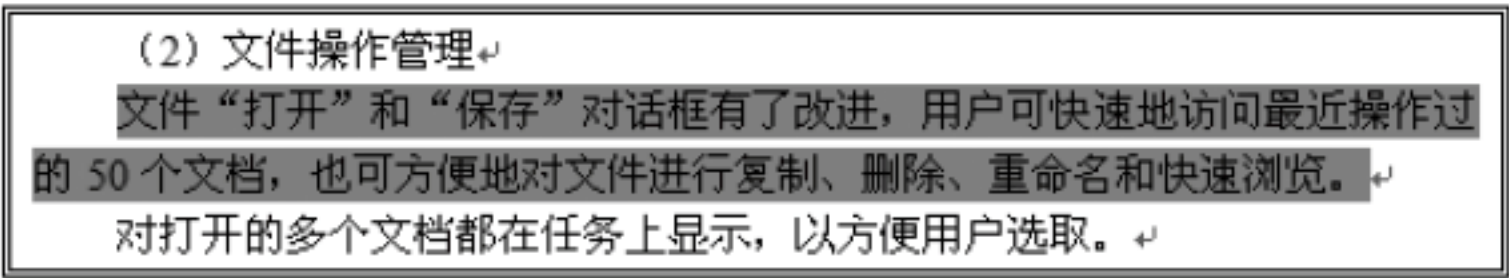 （2）文件操作管理↵
文件“打开”和“保存”对话框有了改进，用户可快速地访问最近操作过
的 50 个文档，也可方便地对文件进行复制、删除、重命名和快速浏览。↵
对打开的多个文档都在任务上显示，以方便用户选取。↵